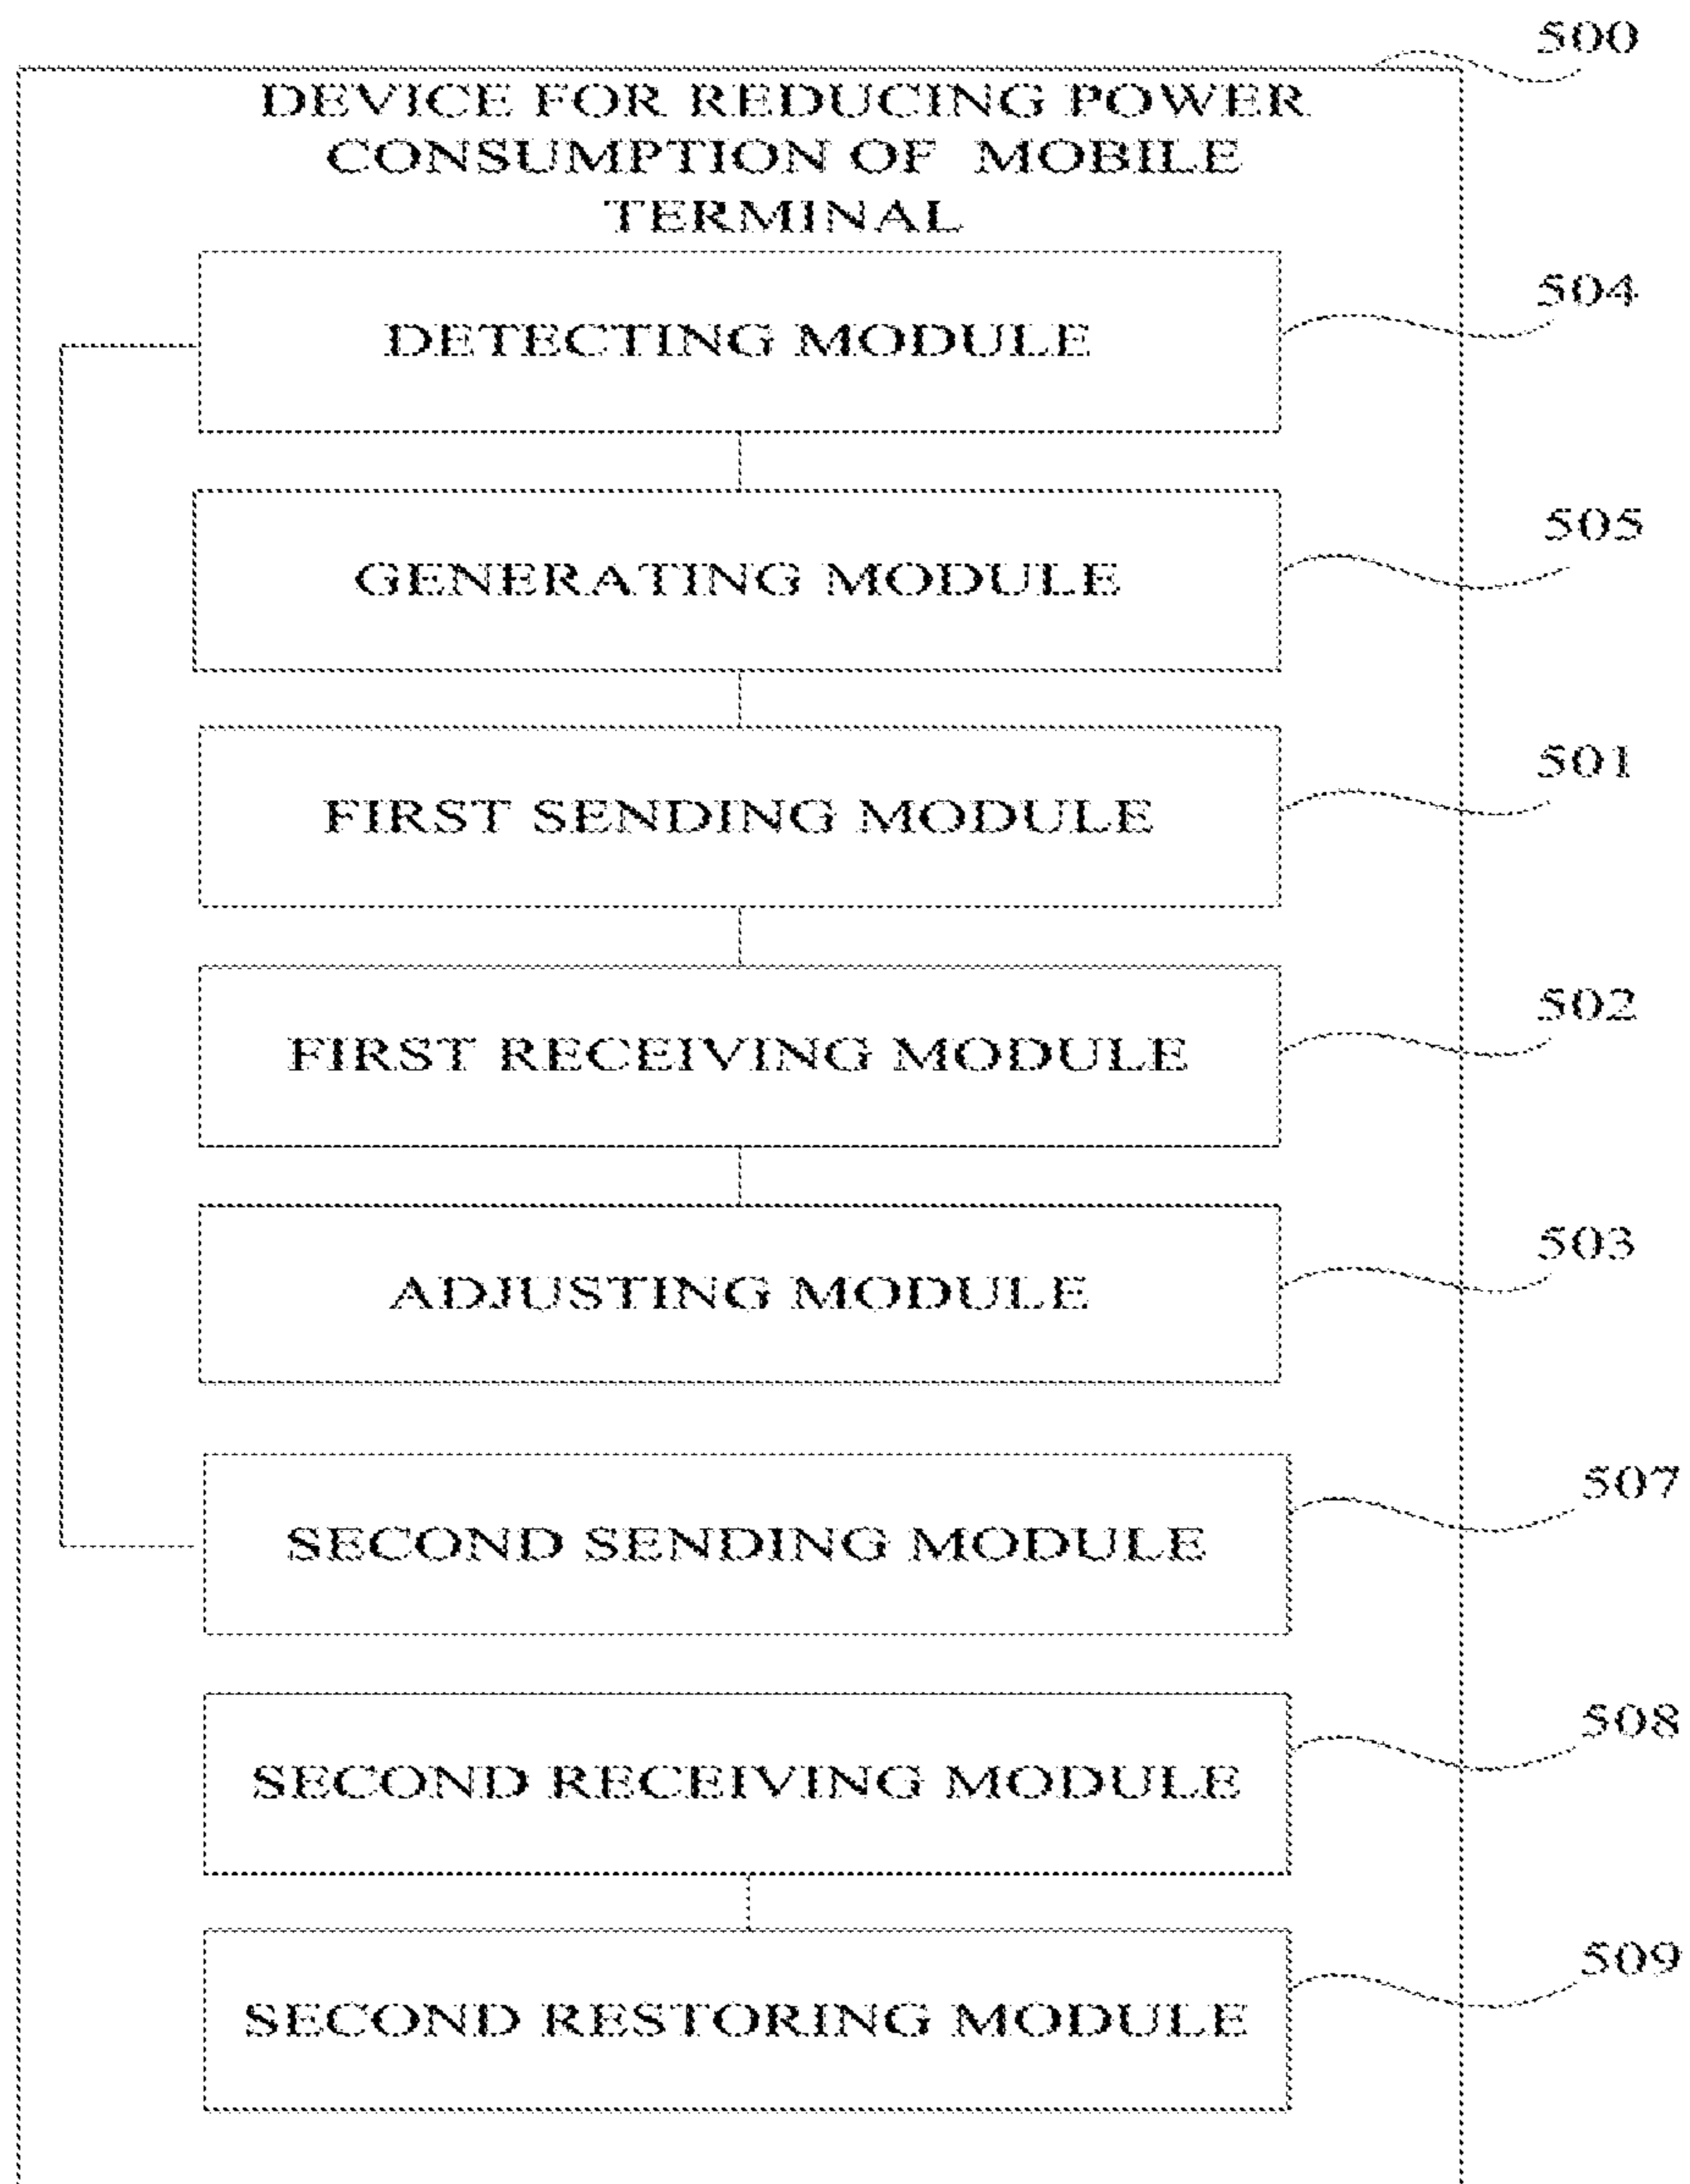 500
DEVICE FOR REDUCING POWER
CONSUMPTION OF MOBILE
TERMINAL
DETECTING MODULE
504
GENERATING MODULE
505
FIRST SENDING MODULE
501
FIRST RECEIVING MODULE
502
ADJUSTING MODULE
503
SECOND SENDING MODULE
507
SECOND RECEIVING MODULE
508
SECOND RESTORING MODULE
509